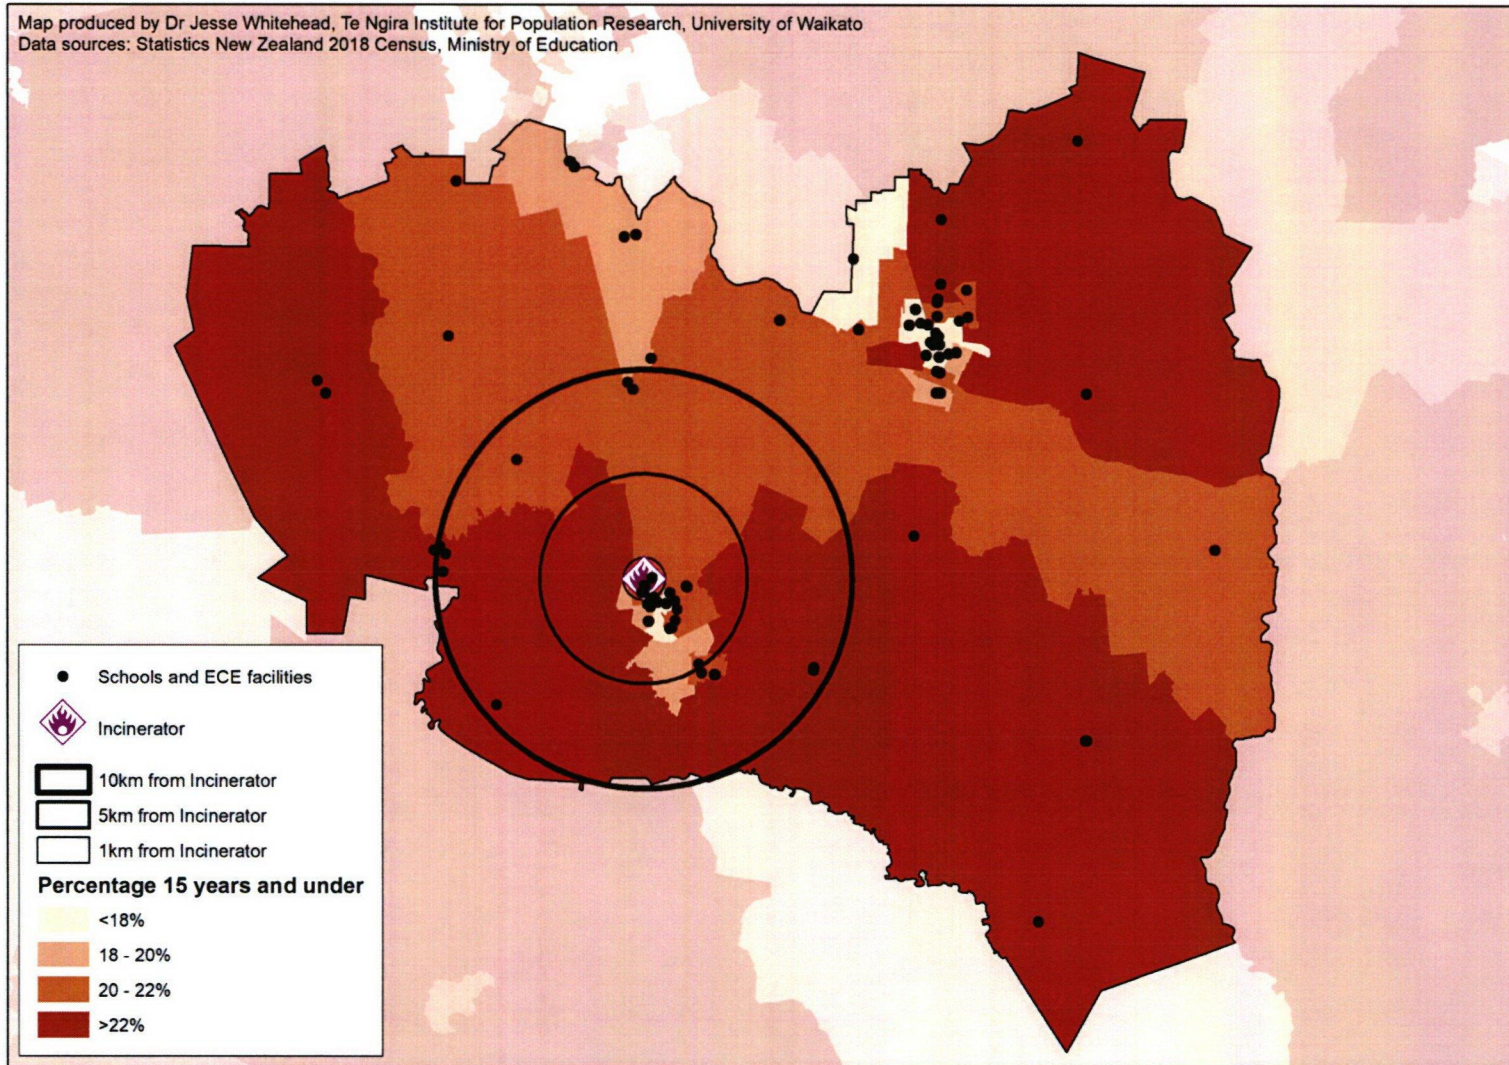 Map produced by Dr Jesse Whitehead, Te Ngira Institute for Population Research, University of Waikato
Data sources: Statistics New Zealand 2018 Census, Ministry of Education
Schools and ECE facilities
Incinerator
10km from Incinerator
5km from Incinerator
1km from Incinerator
Percentage 15 years and under
<18%
18 - 20%
20 - 22%
>22%